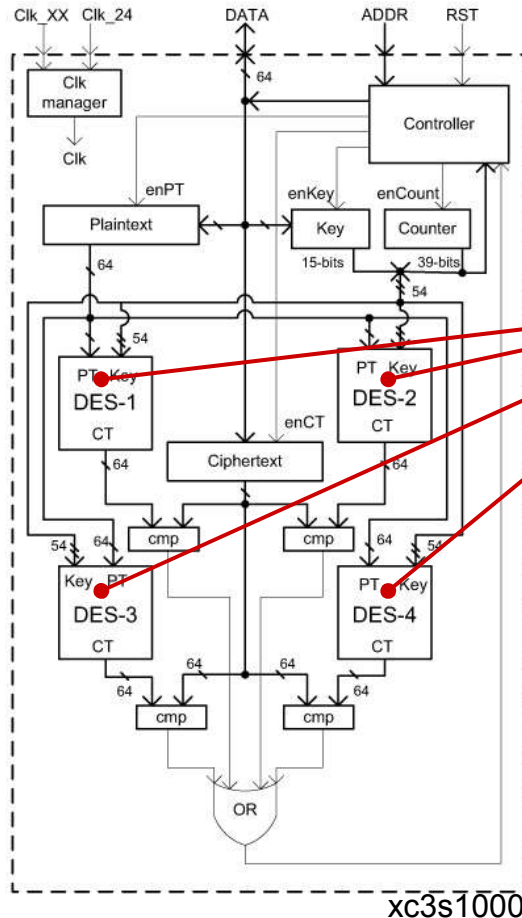 Clk_XX Clk_24 DATA ADDR RST
64
Clk
manager
Controller
Clk
enPT enKey enCount
Plaintext Key Counter
15-bits 39-bits
64 54
54
PT Key PT Key
DES-1 DES-2
CT CT
enCT
Ciphertext
64 64
cmp cmp
54 64 64 54
Key PT PT Key
DES-3 DES-4
CT CT
64 64 64 64
cmp cmp
OR
xc3s1000